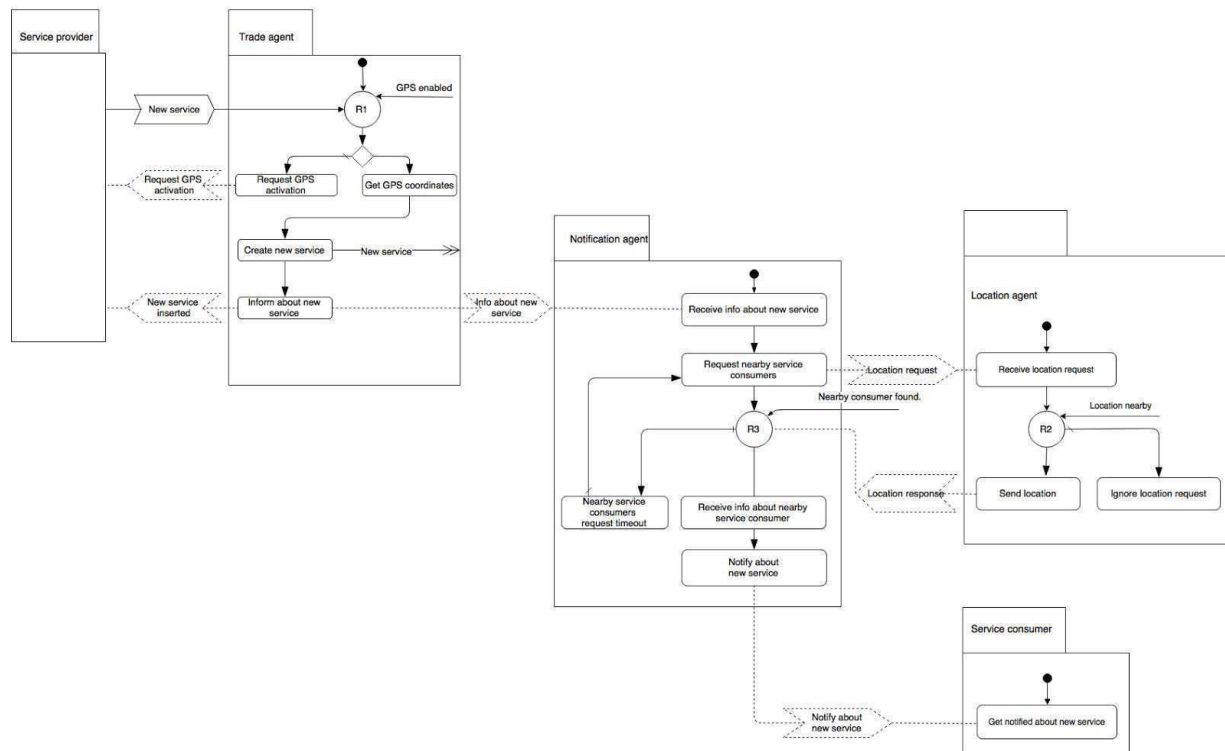 Service provider
Trade agent
GPS enabled
New service
R1
Request GPS
activation
Request GPS
activation
Get GPS coordinates
Create new service
New service
New service
inserted
Inform about new
service
Info about new
service
Notification agent
Receive info about new service
Request nearby service
consumers
Location request
Nearby consumer found.
R3
Nearby service
consumers
request timeout
Receive info about nearby
service consumer
Notify about
new service
Location agent
Receive location request
Location nearby
R2
Location response
Send location
Ignore location request
Service consumer
Notify about
new service
Get notified about new service